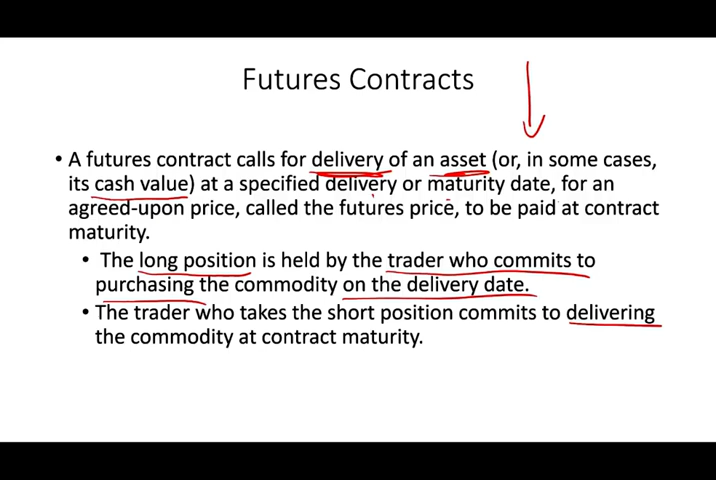 Futures Contracts
• A futures contract calls for delivery of an asset (or, in some cases,
its cash value) at a specified delivery or maturity date, for an
agreed-upon price, called the futures price, to be paid at contract
maturity.
• The long position is held by the trader who commits to
purchasing the commodity on the delivery date.
• The trader who takes the short position commits to delivering
the commodity at contract maturity.